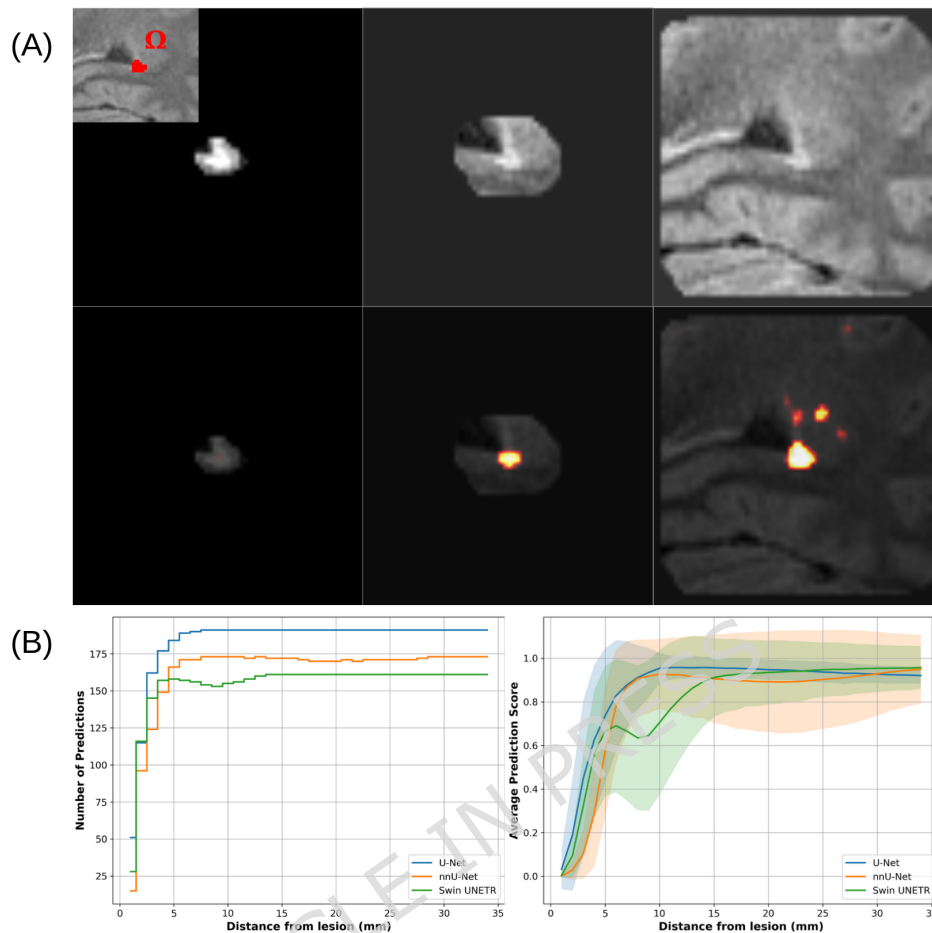 (A)
Ω
(B)
Number of Predictions
175
150
125
100
75
50
25
0 5 10 15 20 25 30 35
Distance from lesion (mm)
U-Net
nnU-Net
Swin UNETR
Average Prediction Score
1.0
0.8
0.6
0.4
0.2
0.0
0 5 10 15 20 25 30 35
Distance from lesion (mm)
U-Net
nnU-Net
Swin UNETR
CLE IN PRESS